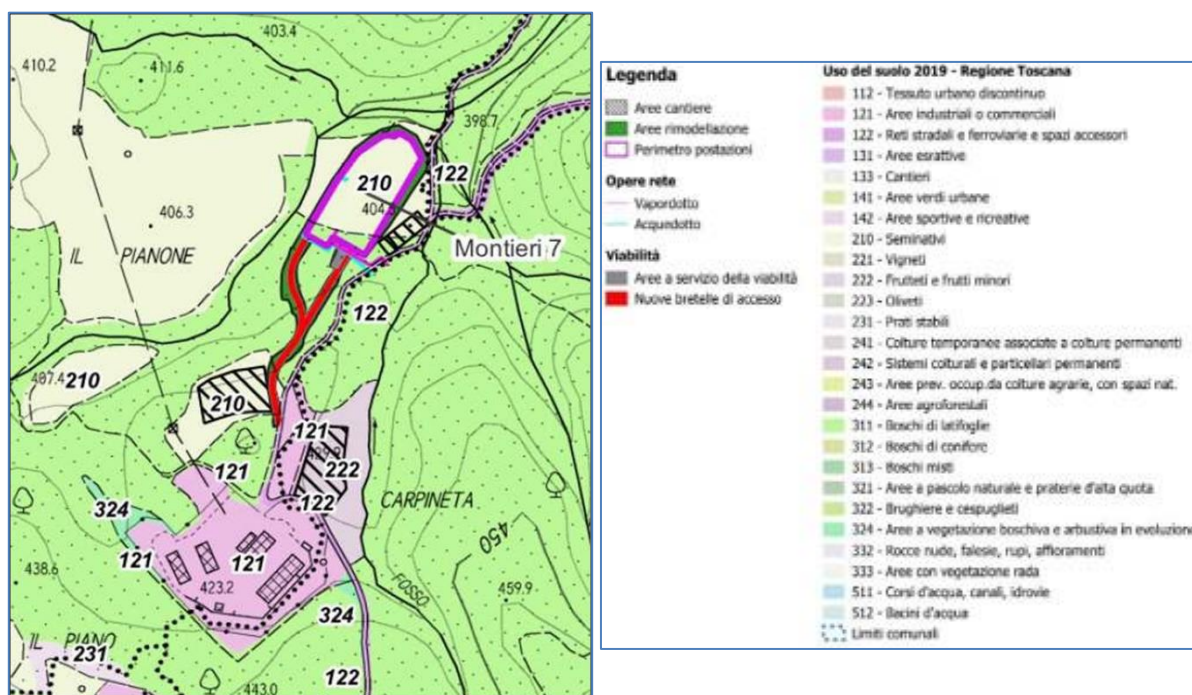 403.4
410.2
411.6
398.7
122
210
404.
406.3
Montieri 7
IL PIANONE
122
407.4
210
210
121
121
222
122
CARPINETA
324
450
121
121
438.6
423.2
FOSSO
459.9
324
IL PIANO
231
122
443.0
Legenda
Aree cantiere
Aree rimodellazione
Perimetro postazioni
Opere rete
Vapordotto
Acquedotto
Viabilità
Aree a servizio della viabilità
Nuove bretelle di accesso
Uso del suolo 2019 - Regione Toscana
112 - Tessuto urbano discontinuo
121 - Aree industriali o commerciali
122 - Reti stradali e ferroviarie e spazi accessori
131 - Aree esrattive
133 - Cantieri
141 - Aree verdi urbane
142 - Aree sportive e ricreative
210 - Seminativi
221 - Vigneti
222 - Frutteti e frutti minori
223 - Oliveti
231 - Prati stabili
241 - Colture temporanee associate a colture permanenti
242 - Sistemi colturali e particellari permanenti
243 - Aree prev. occup.da colture agrarie, con spazi nat.
244 - Aree agroforestali
311 - Boschi di latifoglie
312 - Boschi di conifere
313 - Boschi misti
321 - Aree a pascolo naturale e praterie d'alta quota
322 - Brughiere e cespuglieti
324 - Aree a vegetazione boschiva e arbustiva in evoluzione
332 - Rocce nude, falesie, rupi, affioramenti
333 - Aree con vegetazione rada
511 - Corsi d'acqua, canali, idrovie
512 - Bacini d'acqua
Limiti comunali